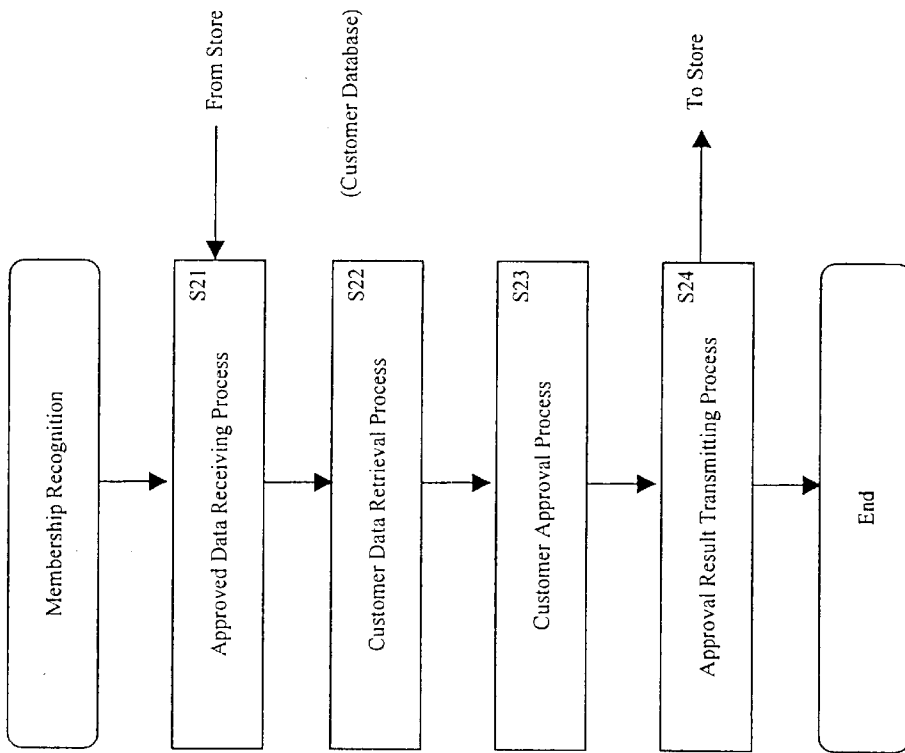 Membership Recognition
S21
Approved Data Receiving Process
From Store
S22
Customer Data Retrieval Process
(Customer Database)
S23
Customer Approval Process
S24
Approval Result Transmitting Process
To Store
End